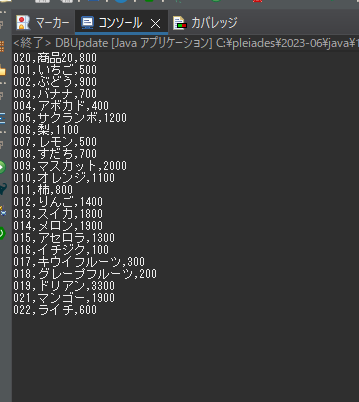 マーカー コンソール カバレッジ
<終了> DBUpdate [Java アプリケーション] C:¥pleiades¥2023-06¥java¥1
020,商品20,800
001,いちご,500
002,ぶどう,900
003,バナナ,700
004,アボカド,400
005,サクランボ,1200
006,梨,1100
007,レモン,500
008,すだち,700
009,マスカット,2000
010,オレンジ,1100
011,柿,800
012,りんご,1400
013,スイカ,1800
014,メロン,1900
015,アセロラ,1300
016,イチジク,100
017,キウイフルーツ,300
018,グレープフルーツ,200
019,ドリアン,3300
021,マンゴー,1900
022,ライチ,600